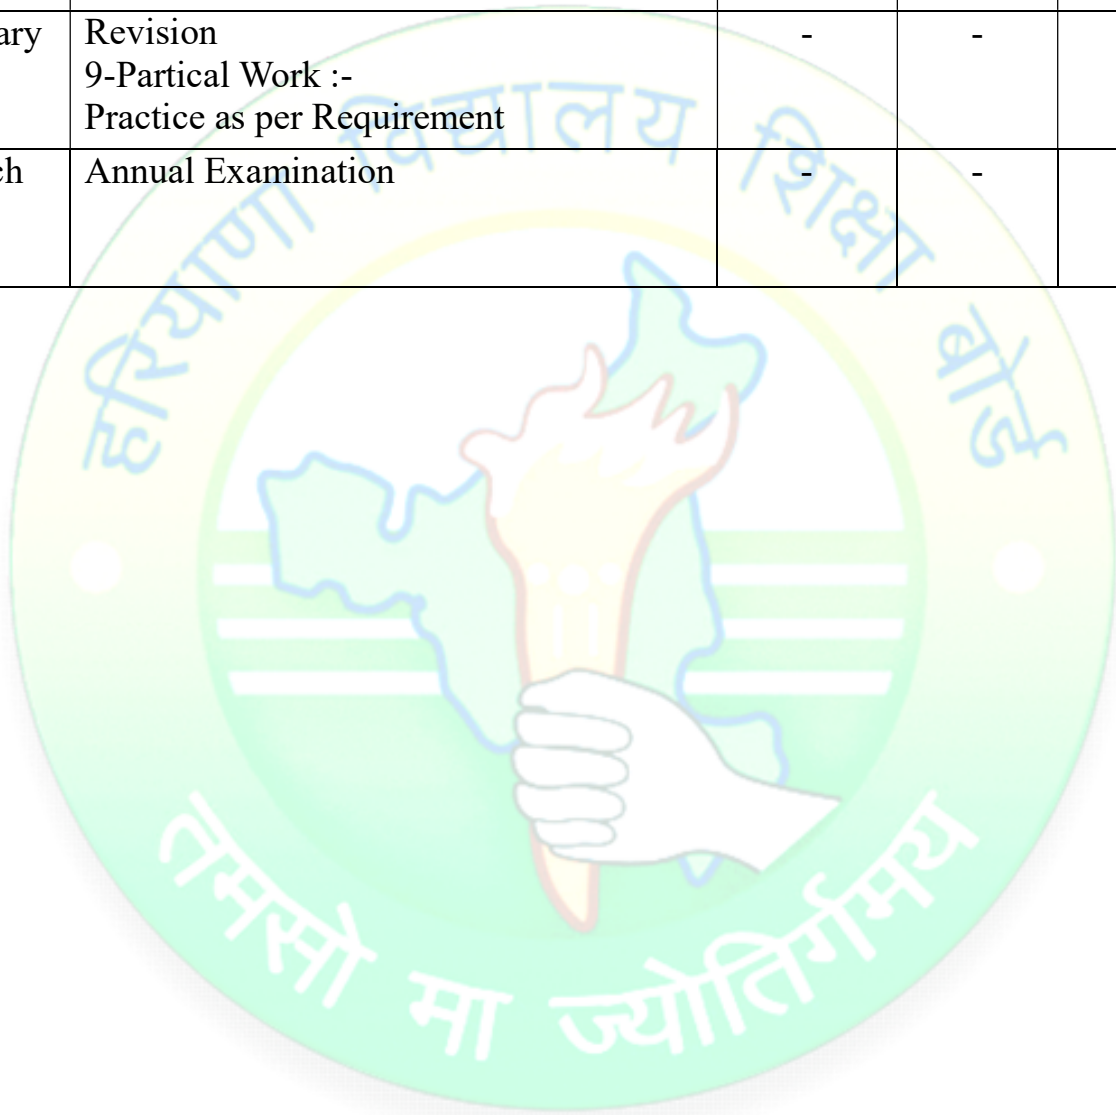 ary Revision - -
9-Partical Work :-
Practice as per Requirement
ch Annual Examination - -
हरियाणा विद्यालय शिक्षा बोर्ड
तमसो मा ज्योतिर्गमय